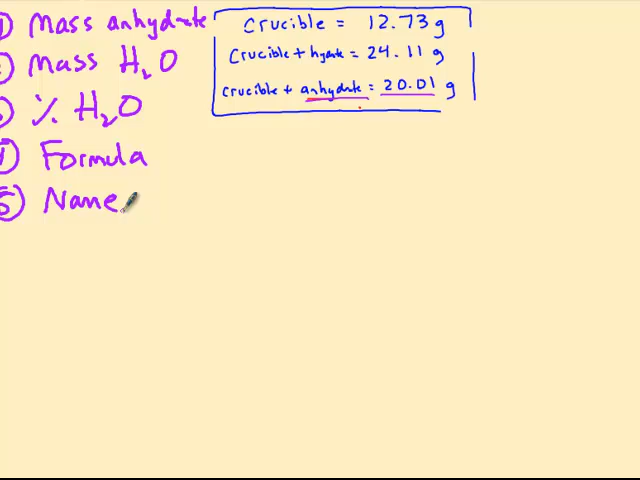 ① Mass anhydrate
Mass H₂O
③ % H₂O
④ Formula
⑤ Name
Crucible = 12.73 g
Crucible + hydrate = 24.11 g
crucible + anhydrate = 20.01 g